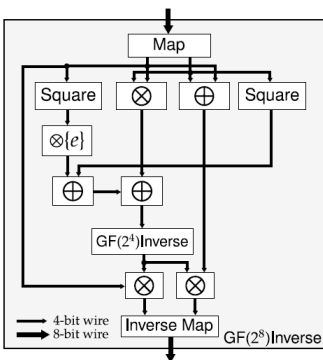 Map
Square ⊗ ⊕ Square
⊗{e}
⊕ ⊕
GF(2⁴)Inverse
⊗ ⊗
4-bit wire
Inverse Map
8-bit wire
GF(2⁸)Inverse